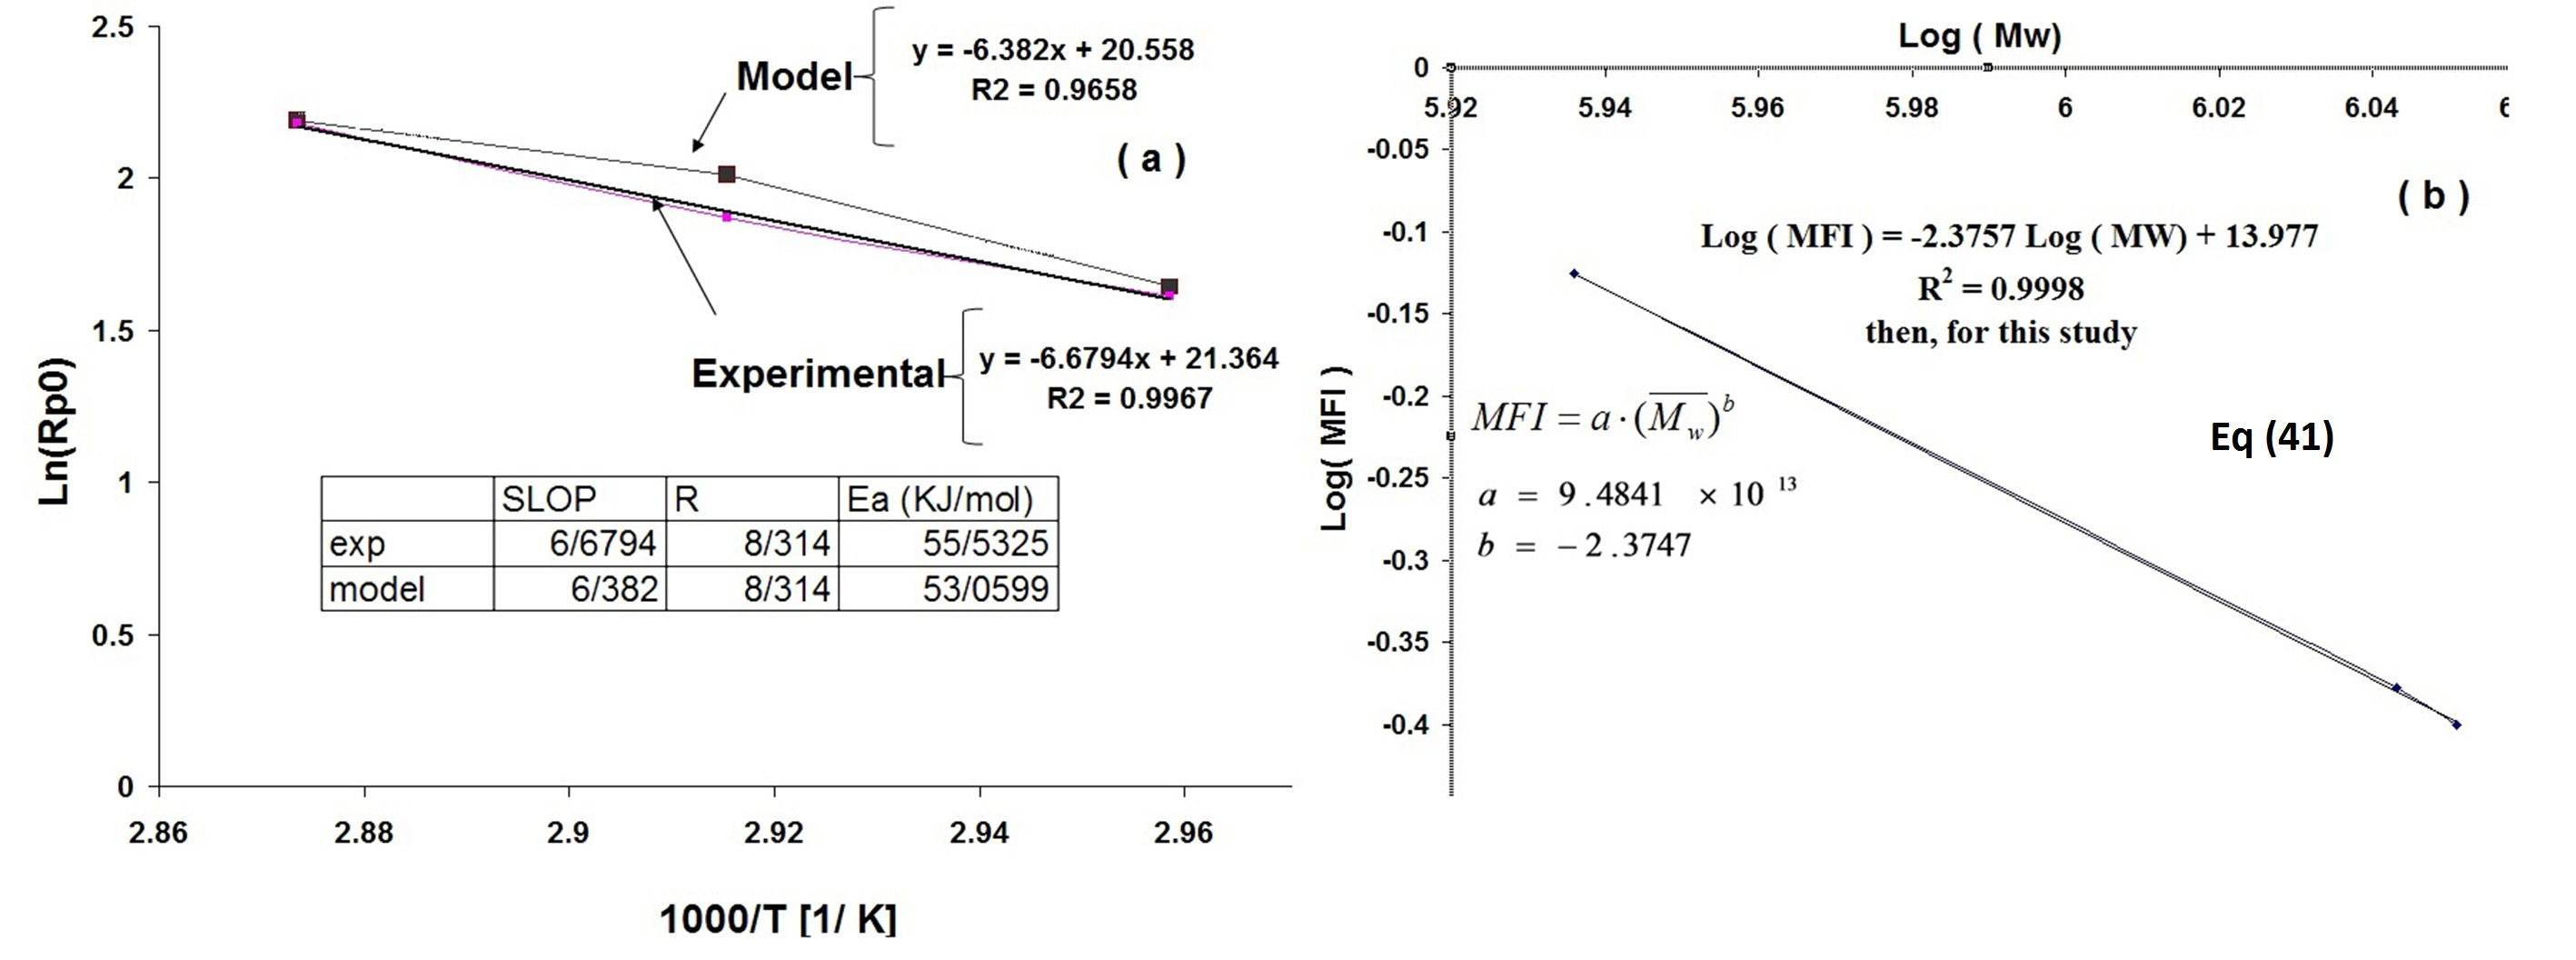 2.5
2
1.5
1
0.5
0
Ln(Rp0)
2.86 2.88 2.9 2.92 2.94 2.96
1000/T [1/ K]
Model
y = -6.382x + 20.558
R2 = 0.9658
( a )
Experimental
y = -6.6794x + 21.364
R2 = 0.9967
SLOP R Ea (KJ/mol)
exp 6/6794 8/314 55/5325
model 6/382 8/314 53/0599
Log ( Mw)
5.92 5.94 5.96 5.98 6 6.02 6.04 6
0
-0.05
-0.1
-0.15
-0.2
-0.25
-0.3
-0.35
-0.4
Log( MFI )
( b )
Log ( MFI ) = -2.3757 Log ( MW) + 13.977
R² = 0.9998
then, for this study
MFI = a · (M̅w)^b
a = 9.4841 × 10^13
b = −2.3747
Eq (41)